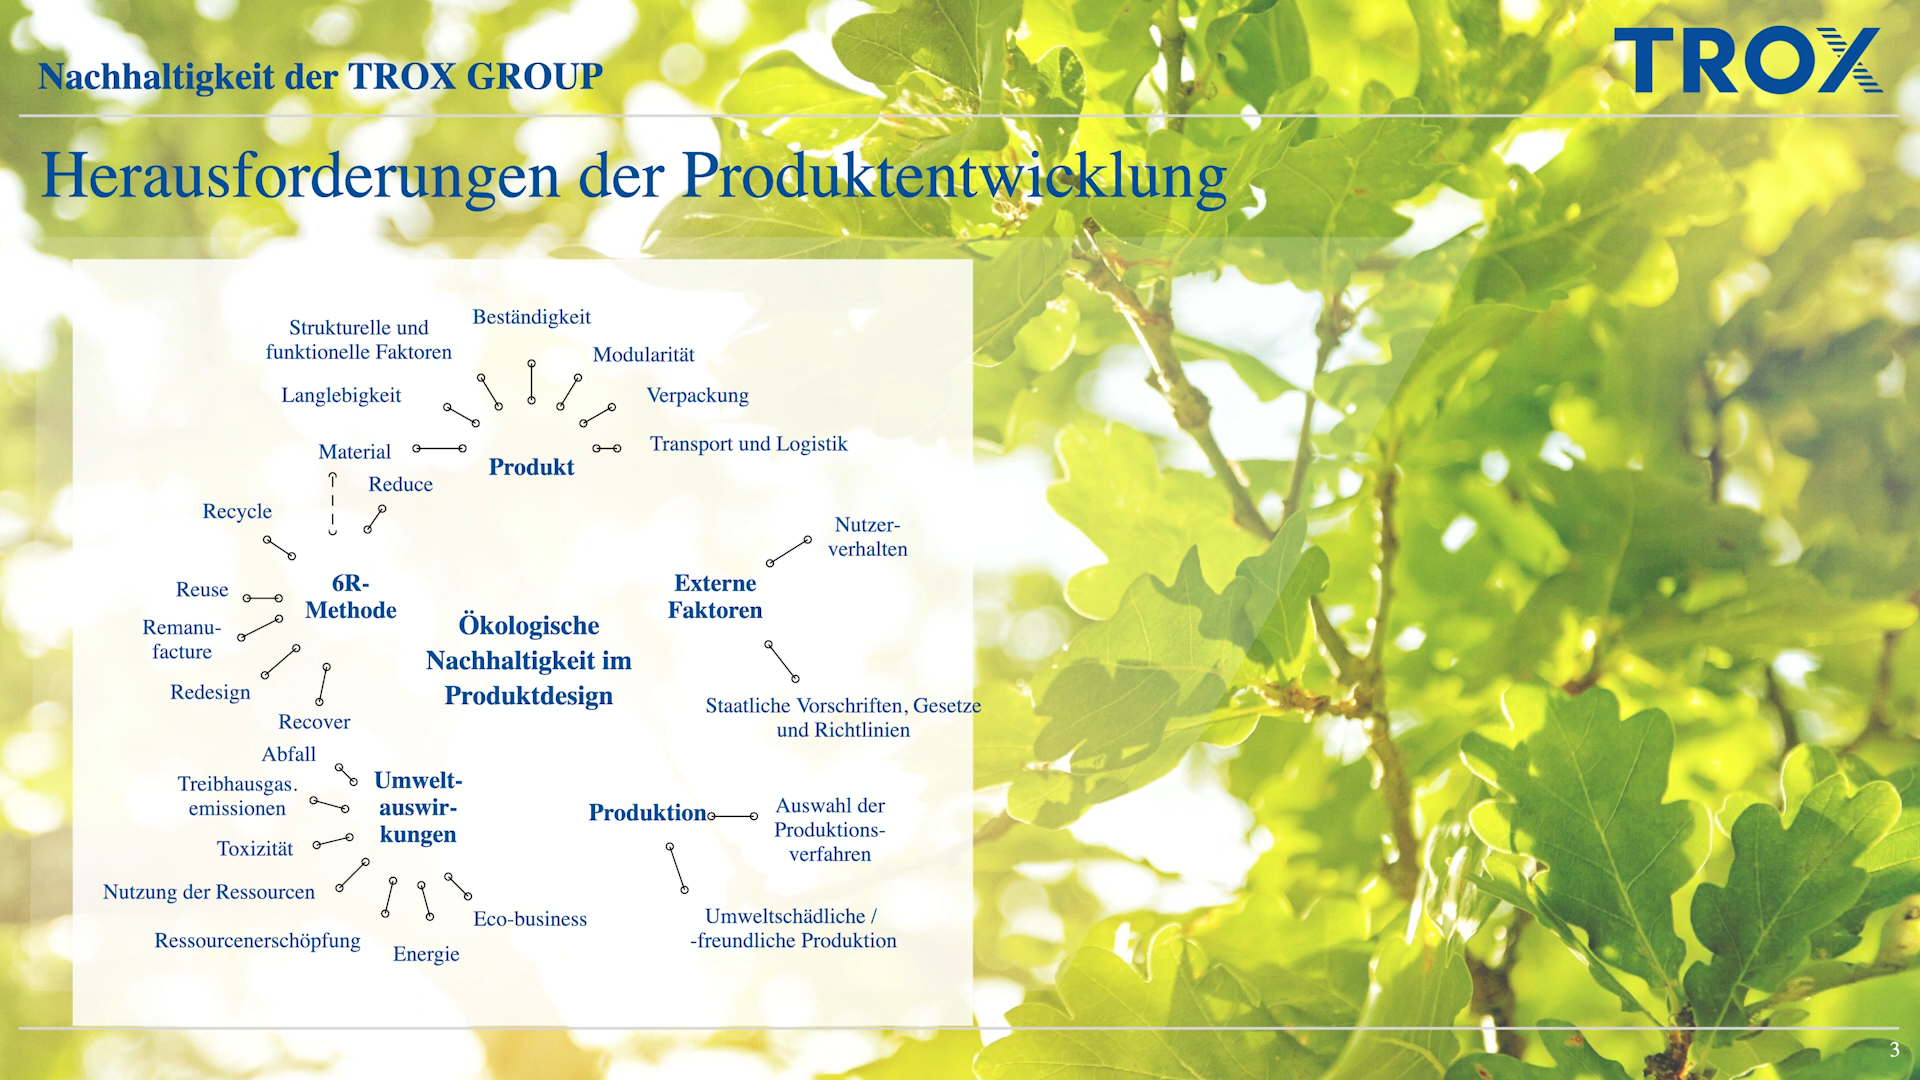 TROX
Nachhaltigkeit der TROX GROUP
Herausforderungen der Produktentwicklung
Beständigkeit
Strukturelle und
funktionelle Faktoren
Modularität
Langlebigkeit
Verpackung
Material
Transport und Logistik
Produkt
Reduce
Recycle
Nutzer-
verhalten
Reuse
6R-
Methode
Externe
Faktoren
Remanu-
facture
Ökologische
Nachhaltigkeit im
Produktdesign
Redesign
Recover
Staatliche Vorschriften, Gesetze
und Richtlinien
Abfall
Treibhausgas.
emissionen
Umwelt-
auswir-
kungen
Produktion
Auswahl der
Produktions-
verfahren
Toxizität
Nutzung der Ressourcen
Eco-business
Umweltschädliche /
-freundliche Produktion
Ressourcenerschöpfung
Energie
3